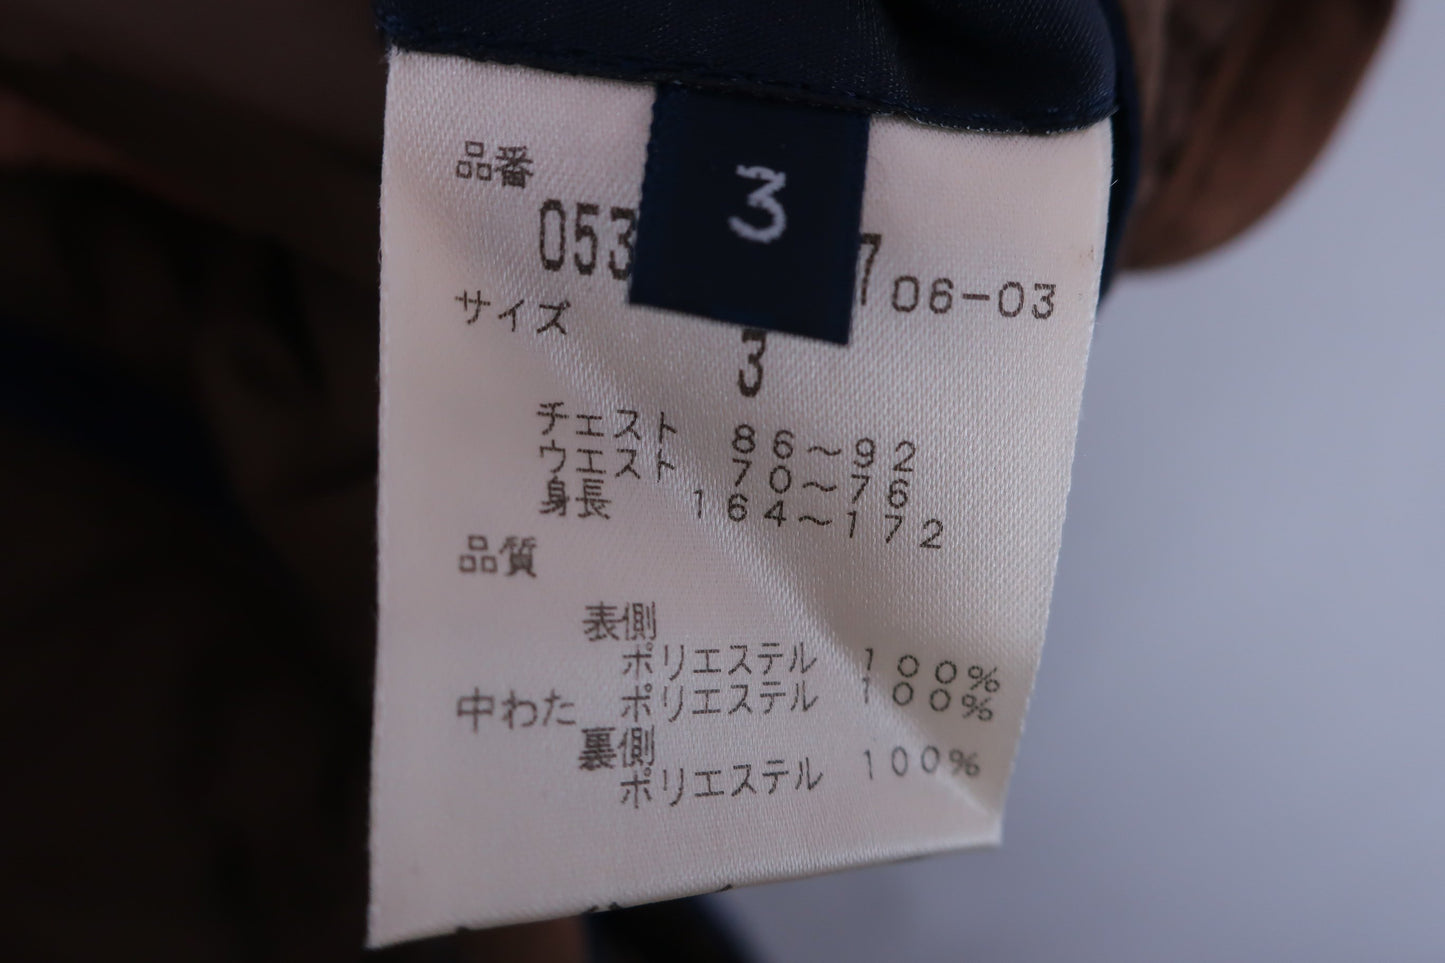 品番
3
053 7 06-03
サイズ
3
チェスト 86～92
ウエスト 70～76
身長 164～172
品質
表側
ポリエステル 100%
中わた ポリエステル 100%
裏側
ポリエステル 100%